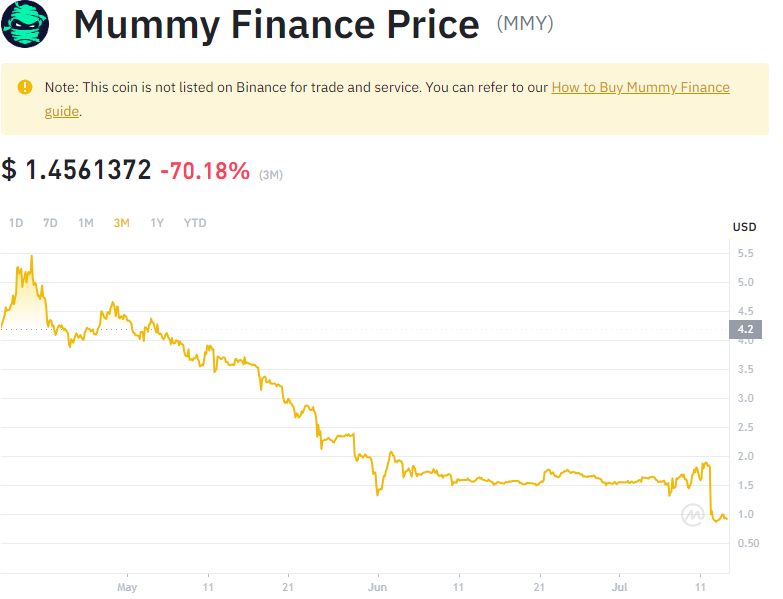 Mummy Finance Price (MMY)
Note: This coin is not listed on Binance for trade and service. You can refer to our How to Buy Mummy Finance
guide.
$ 1.4561372 -70.18% (3M)
1D 7D 1M 3M 1Y YTD
USD
5.5
5.0
4.5
4.2
4.0
3.5
3.0
2.5
2.0
1.5
1.0
0.50
May 11 21 Jun 11 21 Jul 11